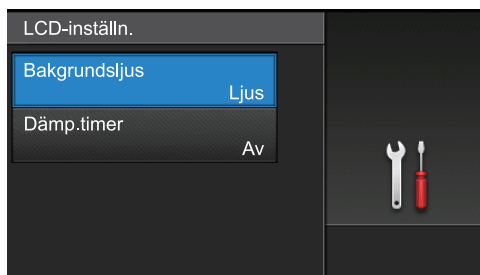 LCD-inställn.
Bakgrundsljus
Ljus
Dämp.timer
Av